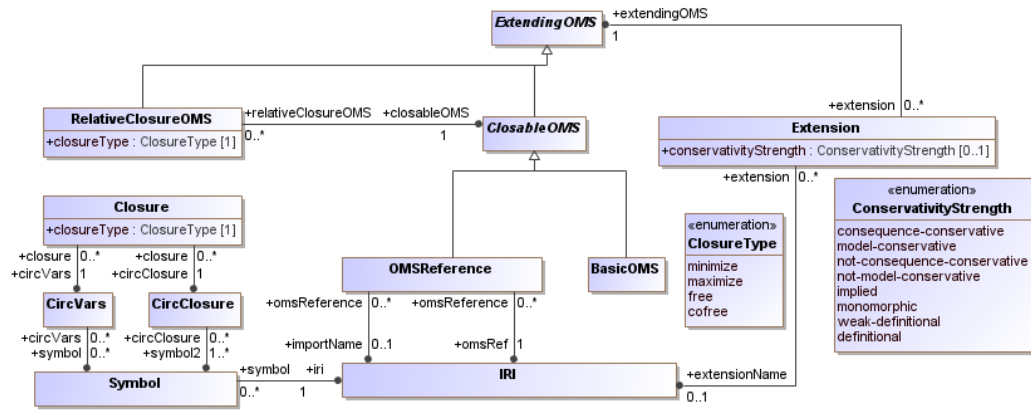 ExtendingOMS
+extendingOMS
1
RelativeClosureOMS
+closureType : ClosureType [1]
+relativeClosureOMS
+closableOMS
0..*
1
ClosableOMS
+extension
0..*
Extension
+conservativityStrength : ConservativityStrength [0..1]
+extension
0..*
Closure
+closureType : ClosureType [1]
+closure
0..*
+circVars
1
+closure
0..*
+circClosure
1
CircVars
CircClosure
+circVars
0..*
+symbol
0..*
+circClosure
0..*
+symbol2
1..*
Symbol
+symbol
+iri
0..*
1
OMSReference
BasicOMS
+omsReference
0..*
+omsReference
0..*
+importName
0..1
+omsRef
1
IRI
+extensionName
0..1
«enumeration»
ClosureType
minimize
maximize
free
cofree
«enumeration»
ConservativityStrength
consequence-conservative
model-conservative
not-consequence-conservative
not-model-conservative
implied
monomorphic
weak-definitional
definitional